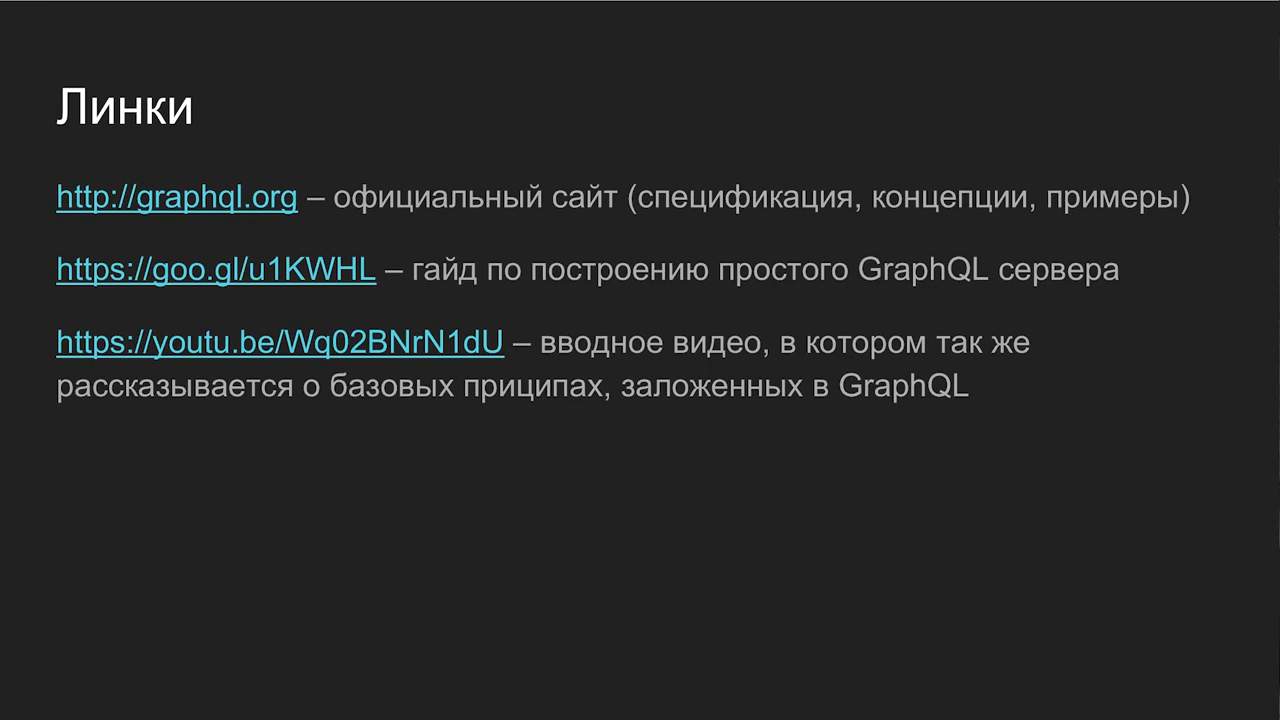 Линки
http://graphql.org – официальный сайт (спецификация, концепции, примеры)
https://goo.gl/u1KWHL – гайд по построению простого GraphQL сервера
https://youtu.be/Wq02BNrN1dU – вводное видео, в котором так же
рассказывается о базовых приципах, заложенных в GraphQL